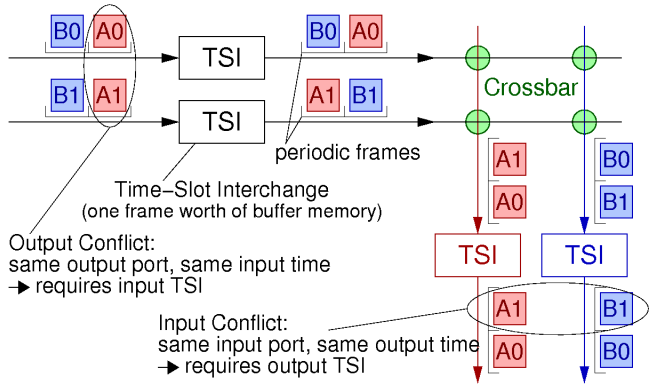 B0 A0 TSI B0 A0
B1 A1 TSI A1 B1
Crossbar
periodic frames
A1 B0
A0 B1
Time-Slot Interchange
(one frame worth of buffer memory)
Output Conflict:
same output port, same input time
→ requires input TSI
TSI TSI
A1 B1
A0 B0
Input Conflict:
same input port, same output time
→ requires output TSI